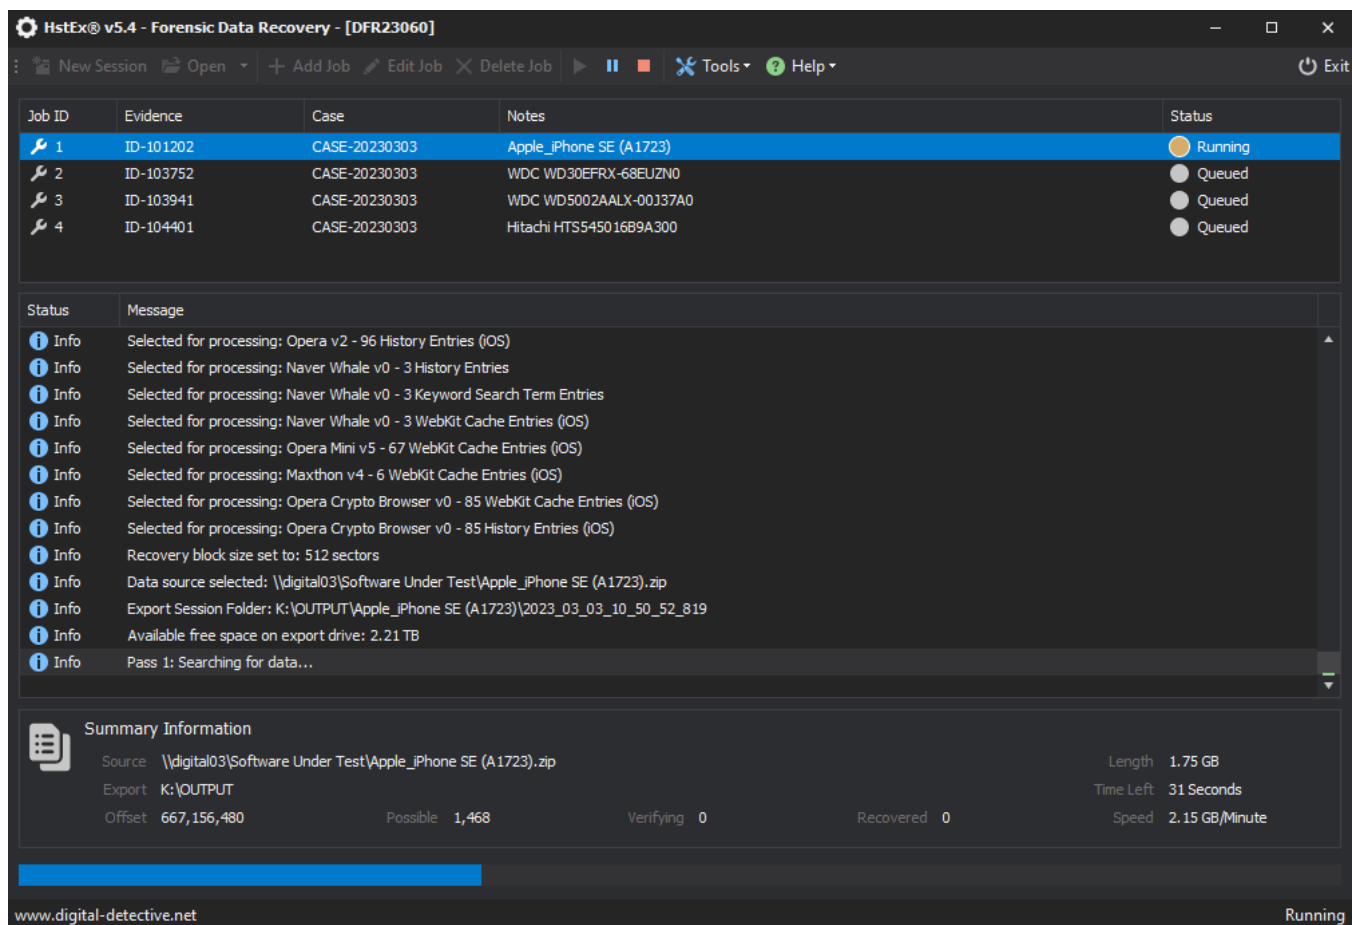 HstEx® v5.4 - Forensic Data Recovery - [DFR23060]
New Session Open Add Job Edit Job Delete Job Tools Help Exit
Job ID Evidence Case Notes Status
1 ID-101202 CASE-20230303 Apple_iPhone SE (A1723) Running
2 ID-103752 CASE-20230303 WDC WD30EFRX-68EUZN0 Queued
3 ID-103941 CASE-20230303 WDC WD5002AALX-00J37A0 Queued
4 ID-104401 CASE-20230303 Hitachi HTS545016B9A300 Queued
Status Message
Info Selected for processing: Opera v2 - 96 History Entries (iOS)
Info Selected for processing: Naver Whale v0 - 3 History Entries
Info Selected for processing: Naver Whale v0 - 3 Keyword Search Term Entries
Info Selected for processing: Naver Whale v0 - 3 WebKit Cache Entries (iOS)
Info Selected for processing: Opera Mini v5 - 67 WebKit Cache Entries (iOS)
Info Selected for processing: Maxthon v4 - 6 WebKit Cache Entries (iOS)
Info Selected for processing: Opera Crypto Browser v0 - 85 WebKit Cache Entries (iOS)
Info Selected for processing: Opera Crypto Browser v0 - 85 History Entries (iOS)
Info Recovery block size set to: 512 sectors
Info Data source selected: \\digital03\Software Under Test\Apple_iPhone SE (A1723).zip
Info Export Session Folder: K:\OUTPUT\Apple_iPhone SE (A1723)\2023_03_03_10_50_52_819
Info Available free space on export drive: 2.21 TB
Info Pass 1: Searching for data...
Summary Information
Source \\digital03\Software Under Test\Apple_iPhone SE (A1723).zip Length 1.75 GB
Export K:\OUTPUT Time Left 31 Seconds
Offset 667,156,480 Possible 1,468 Verifying 0 Recovered 0 Speed 2.15 GB/Minute
www.digital-detective.net Running